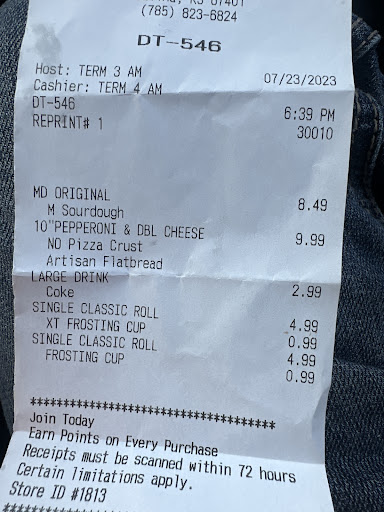 KS 67401
(785) 823-6824
DT-546
Host: TERM 3 AM 07/23/2023
Cashier: TERM 4 AM
DT-546 6:39 PM
REPRINT# 1 30010
MD ORIGINAL 8.49
M Sourdough
10"PEPPERONI & DBL CHEESE 9.99
NO Pizza Crust
Artisan Flatbread
LARGE DRINK 2.99
Coke
SINGLE CLASSIC ROLL 4.99
XT FROSTING CUP 0.99
SINGLE CLASSIC ROLL 4.99
FROSTING CUP 0.99
************************************
Join Today
Earn Points on Every Purchase
Receipts must be scanned within 72 hours
Certain limitations apply.
Store ID #1813